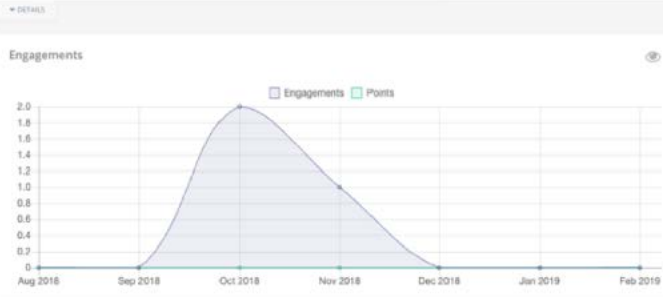 DETAILS
Engagements
Engagements Points
2.0
1.8
1.6
1.4
1.2
1.0
0.8
0.6
0.4
0.2
0
Aug 2018 Sep 2018 Oct 2018 Nov 2018 Dec 2018 Jan 2019 Feb 2019